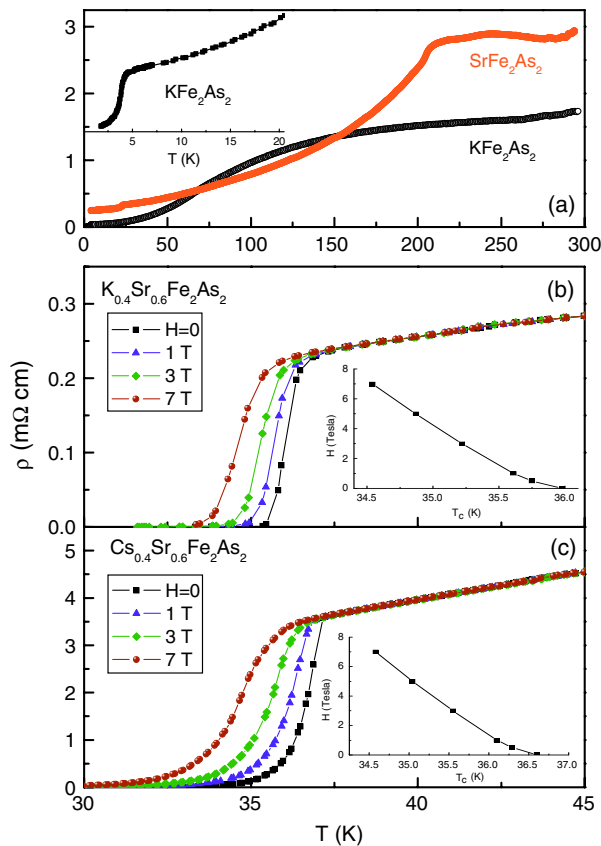 3
2
1
0
KFe2As2
5 10 15 20
T (K)
SrFe2As2
KFe2As2
(a)
0 50 100 150 200 250 300
0.3
0.2
0.1
0.0
K0.4Sr0.6Fe2As2
(b)
H=0
1 T
3 T
7 T
8
6
4
2
0
H (Tesla)
34.5 35.0 35.5 36.0
Tc (K)
ρ (mΩ cm)
5
4
3
2
1
0
Cs0.4Sr0.6Fe2As2
(c)
H=0
1 T
3 T
7 T
8
6
4
2
0
H (Tesla)
34.5 35.0 35.5 36.0 36.5 37.0
Tc (K)
30 35 40 45
T (K)